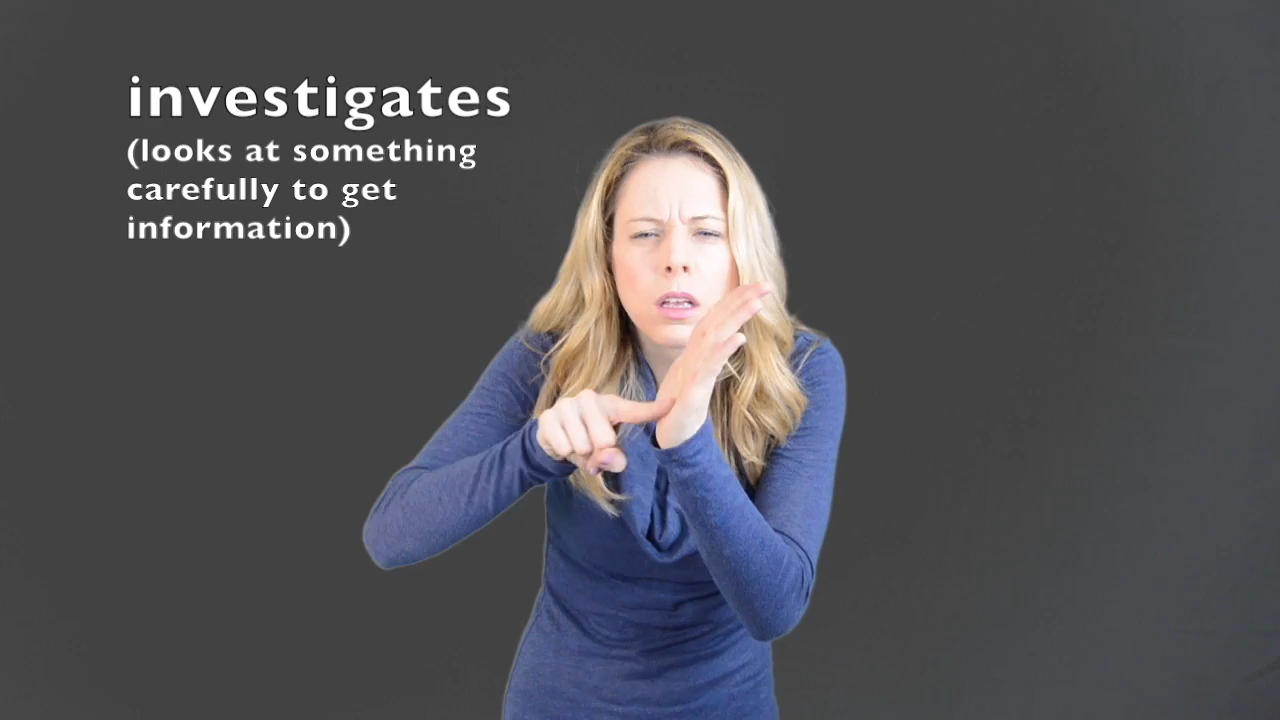 investigates
(looks at something
carefully to get
information)